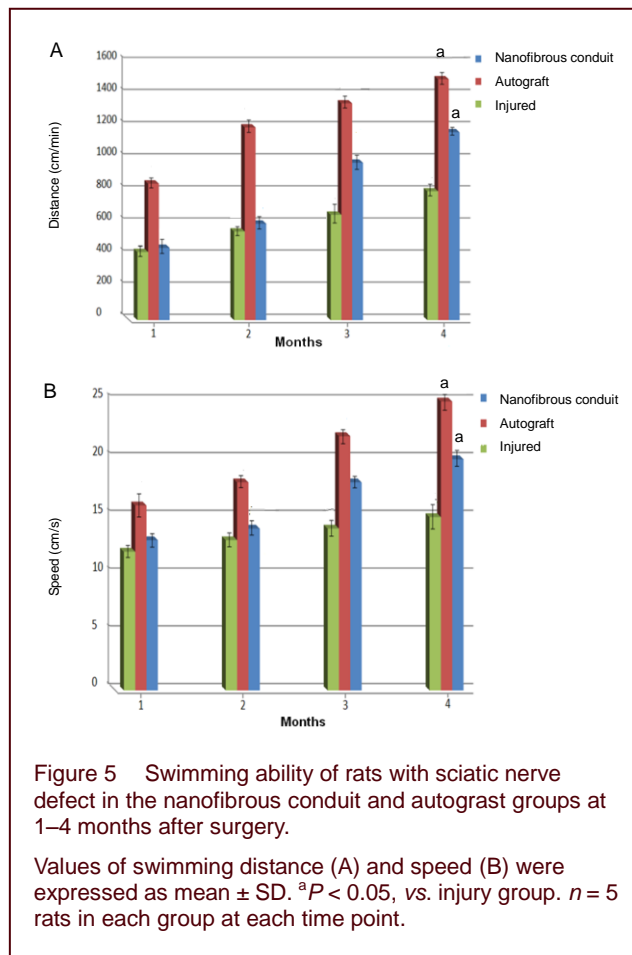 A
1600
1400
1200
1000
800
600
400
200
0
Distance (cm/min)
a
a
Nanofibrous conduit
Autograft
Injured
1 2 3 4
Months
B
25
20
15
10
5
0
Speed (cm/s)
a
a
Nanofibrous conduit
Autograft
Injured
1 2 3 4
Months
Figure 5 Swimming ability of rats with sciatic nerve
defect in the nanofibrous conduit and autograst groups at
1–4 months after surgery.
Values of swimming distance (A) and speed (B) were
expressed as mean ± SD. ᵃP < 0.05, vs. injury group. n = 5
rats in each group at each time point.